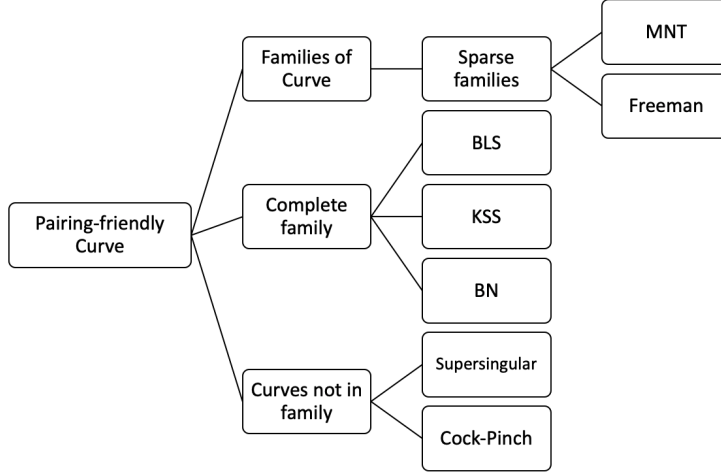 Pairing-friendly
Curve
Families of
Curve
Sparse
families
MNT
Freeman
Complete
family
BLS
KSS
BN
Curves not in
family
Supersingular
Cock-Pinch